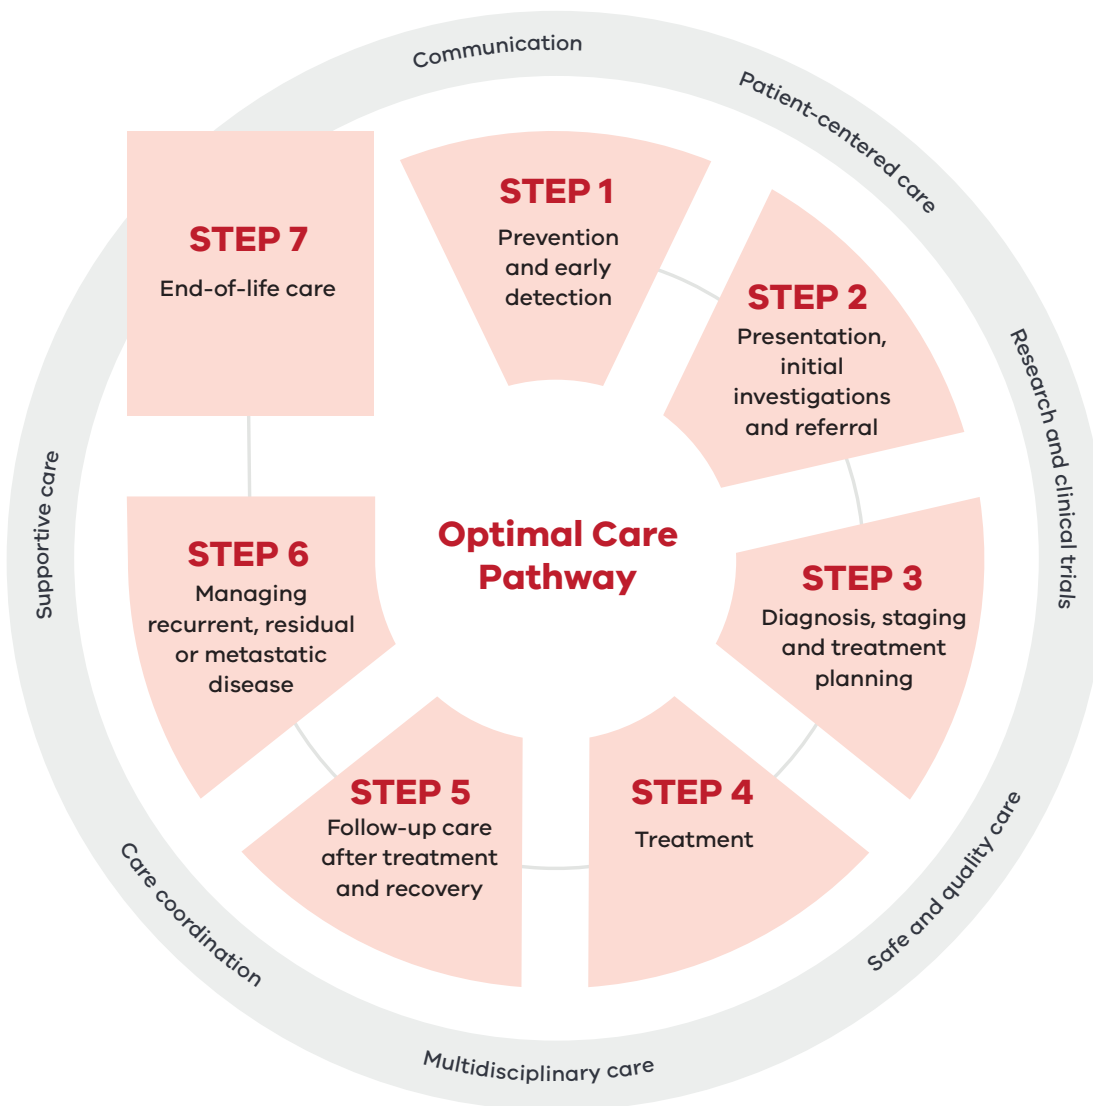 Communication
Patient-centered care
Research and clinical trials
Safe and quality care
Multidisciplinary care
Care coordination
Supportive care
STEP 1
Prevention
and early
detection
STEP 2
Presentation,
initial
investigations
and referral
STEP 3
Diagnosis, staging
and treatment
planning
STEP 4
Treatment
STEP 5
Follow-up care
after treatment
and recovery
STEP 6
Managing
recurrent, residual
or metastatic
disease
STEP 7
End-of-life care
Optimal Care
Pathway